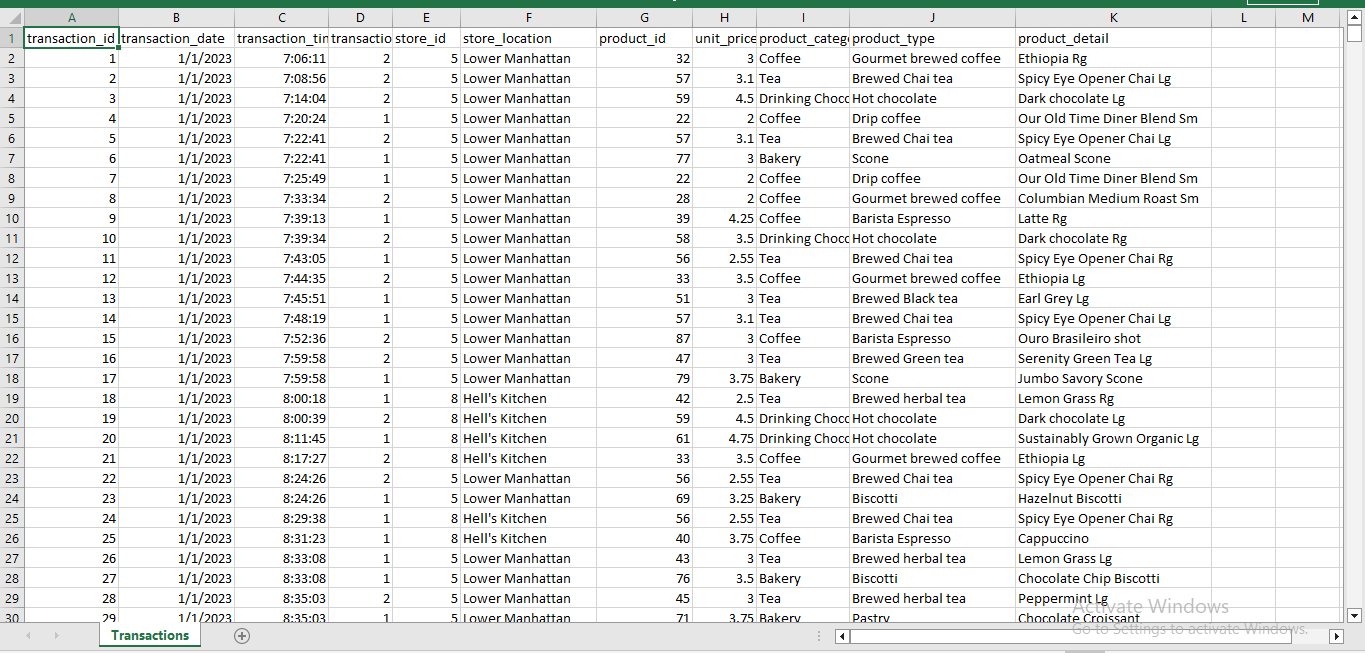 A B C D E F G H I J K L M
1 transaction_id transaction_date transaction_tim transactio store_id store_location product_id unit_price product_categ product_type product_detail
2 1 1/1/2023 7:06:11 2 5 Lower Manhattan 32 3 Coffee Gourmet brewed coffee Ethiopia Rg
3 2 1/1/2023 7:08:56 2 5 Lower Manhattan 57 3.1 Tea Brewed Chai tea Spicy Eye Opener Chai Lg
4 3 1/1/2023 7:14:04 2 5 Lower Manhattan 59 4.5 Drinking Choco Hot chocolate Dark chocolate Lg
5 4 1/1/2023 7:20:24 1 5 Lower Manhattan 22 2 Coffee Drip coffee Our Old Time Diner Blend Sm
6 5 1/1/2023 7:22:41 2 5 Lower Manhattan 57 3.1 Tea Brewed Chai tea Spicy Eye Opener Chai Lg
7 6 1/1/2023 7:22:41 1 5 Lower Manhattan 77 3 Bakery Scone Oatmeal Scone
8 7 1/1/2023 7:25:49 1 5 Lower Manhattan 22 2 Coffee Drip coffee Our Old Time Diner Blend Sm
9 8 1/1/2023 7:33:34 2 5 Lower Manhattan 28 2 Coffee Gourmet brewed coffee Columbian Medium Roast Sm
10 9 1/1/2023 7:39:13 1 5 Lower Manhattan 39 4.25 Coffee Barista Espresso Latte Rg
11 10 1/1/2023 7:39:34 2 5 Lower Manhattan 58 3.5 Drinking Choco Hot chocolate Dark chocolate Rg
12 11 1/1/2023 7:43:05 1 5 Lower Manhattan 56 2.55 Tea Brewed Chai tea Spicy Eye Opener Chai Rg
13 12 1/1/2023 7:44:35 2 5 Lower Manhattan 33 3.5 Coffee Gourmet brewed coffee Ethiopia Lg
14 13 1/1/2023 7:45:51 1 5 Lower Manhattan 51 3 Tea Brewed Black tea Earl Grey Lg
15 14 1/1/2023 7:48:19 1 5 Lower Manhattan 57 3.1 Tea Brewed Chai tea Spicy Eye Opener Chai Lg
16 15 1/1/2023 7:52:36 2 5 Lower Manhattan 87 3 Coffee Barista Espresso Ouro Brasileiro shot
17 16 1/1/2023 7:59:58 2 5 Lower Manhattan 47 3 Tea Brewed Green tea Serenity Green Tea Lg
18 17 1/1/2023 7:59:58 1 5 Lower Manhattan 79 3.75 Bakery Scone Jumbo Savory Scone
19 18 1/1/2023 8:00:18 1 8 Hell's Kitchen 42 2.5 Tea Brewed herbal tea Lemon Grass Rg
20 19 1/1/2023 8:00:39 2 8 Hell's Kitchen 59 4.5 Drinking Choco Hot chocolate Dark chocolate Lg
21 20 1/1/2023 8:11:45 1 8 Hell's Kitchen 61 4.75 Drinking Choco Hot chocolate Sustainably Grown Organic Lg
22 21 1/1/2023 8:17:27 2 8 Hell's Kitchen 33 3.5 Coffee Gourmet brewed coffee Ethiopia Lg
23 22 1/1/2023 8:24:26 2 5 Lower Manhattan 56 2.55 Tea Brewed Chai tea Spicy Eye Opener Chai Rg
24 23 1/1/2023 8:24:26 1 5 Lower Manhattan 69 3.25 Bakery Biscotti Hazelnut Biscotti
25 24 1/1/2023 8:29:38 1 8 Hell's Kitchen 56 2.55 Tea Brewed Chai tea Spicy Eye Opener Chai Rg
26 25 1/1/2023 8:31:23 1 8 Hell's Kitchen 40 3.75 Coffee Barista Espresso Cappuccino
27 26 1/1/2023 8:33:08 1 5 Lower Manhattan 43 3 Tea Brewed herbal tea Lemon Grass Lg
28 27 1/1/2023 8:33:08 1 5 Lower Manhattan 76 3.5 Bakery Biscotti Chocolate Chip Biscotti
29 28 1/1/2023 8:35:03 2 5 Lower Manhattan 45 3 Tea Brewed herbal tea Peppermint Lg
30 29 1/1/2023 8:35:03 1 5 Lower Manhattan 71 3.75 Bakery Pastry Chocolate Croissant
Activate Windows
Go to Settings to activate Windows.
Transactions